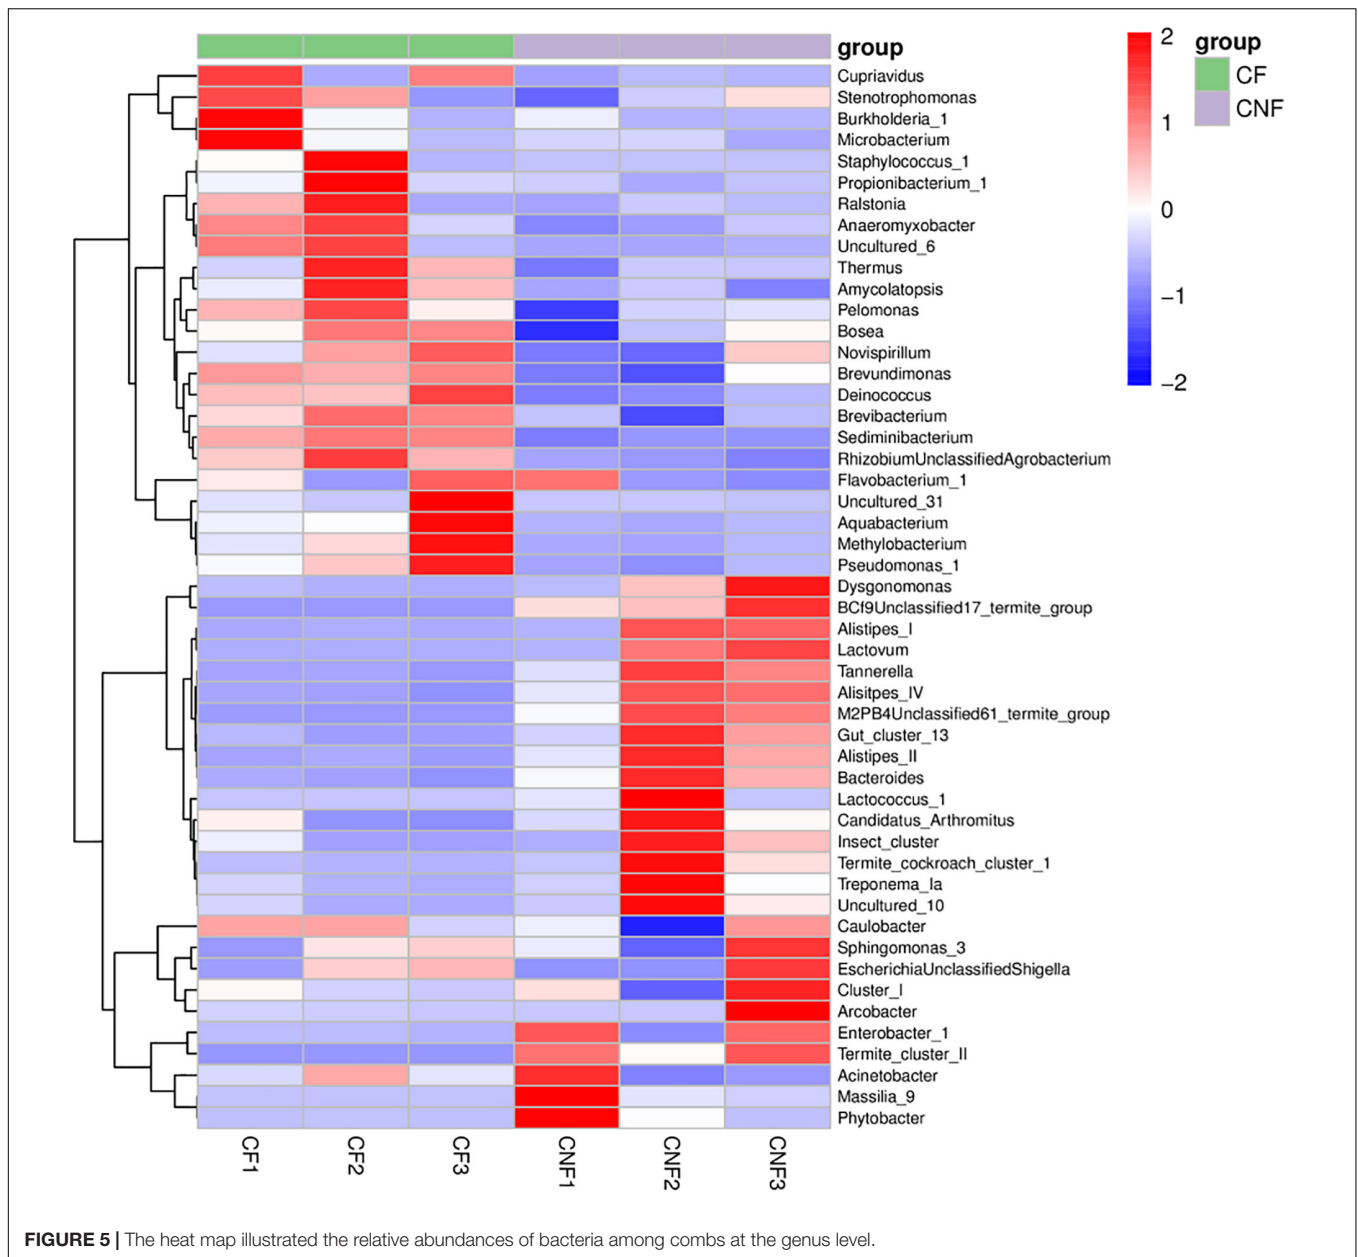 group
Cupriavidus
Stenotrophomonas
Burkholderia_1
Microbacterium
Staphylococcus_1
Propionibacterium_1
Ralstonia
Anaeromyxobacter
Uncultured_6
Thermus
Amycolatopsis
Pelomonas
Bosea
Novispirillum
Brevundimonas
Deinococcus
Brevibacterium
Sediminibacterium
RhizobiumUnclassifiedAgrobacterium
Flavobacterium_1
Uncultured_31
Aquabacterium
Methylobacterium
Pseudomonas_1
Dysgonomonas
BCf9Unclassified17_termite_group
Alistipes_I
Lactovum
Tannerella
Alisitpes_IV
M2PB4Unclassified61_termite_group
Gut_cluster_13
Alistipes_II
Bacteroides
Lactococcus_1
Candidatus_Arthromitus
Insect_cluster
Termite_cockroach_cluster_1
Treponema_Ia
Uncultured_10
Caulobacter
Sphingomonas_3
EscherichiaUnclassifiedShigella
Cluster_I
Arcobacter
Enterobacter_1
Termite_cluster_II
Acinetobacter
Massilia_9
Phytobacter
2
1
0
−1
−2
group
CF
CNF
CF1
CF2
CF3
CNF1
CNF2
CNF3
FIGURE 5 | The heat map illustrated the relative abundances of bacteria among combs at the genus level.